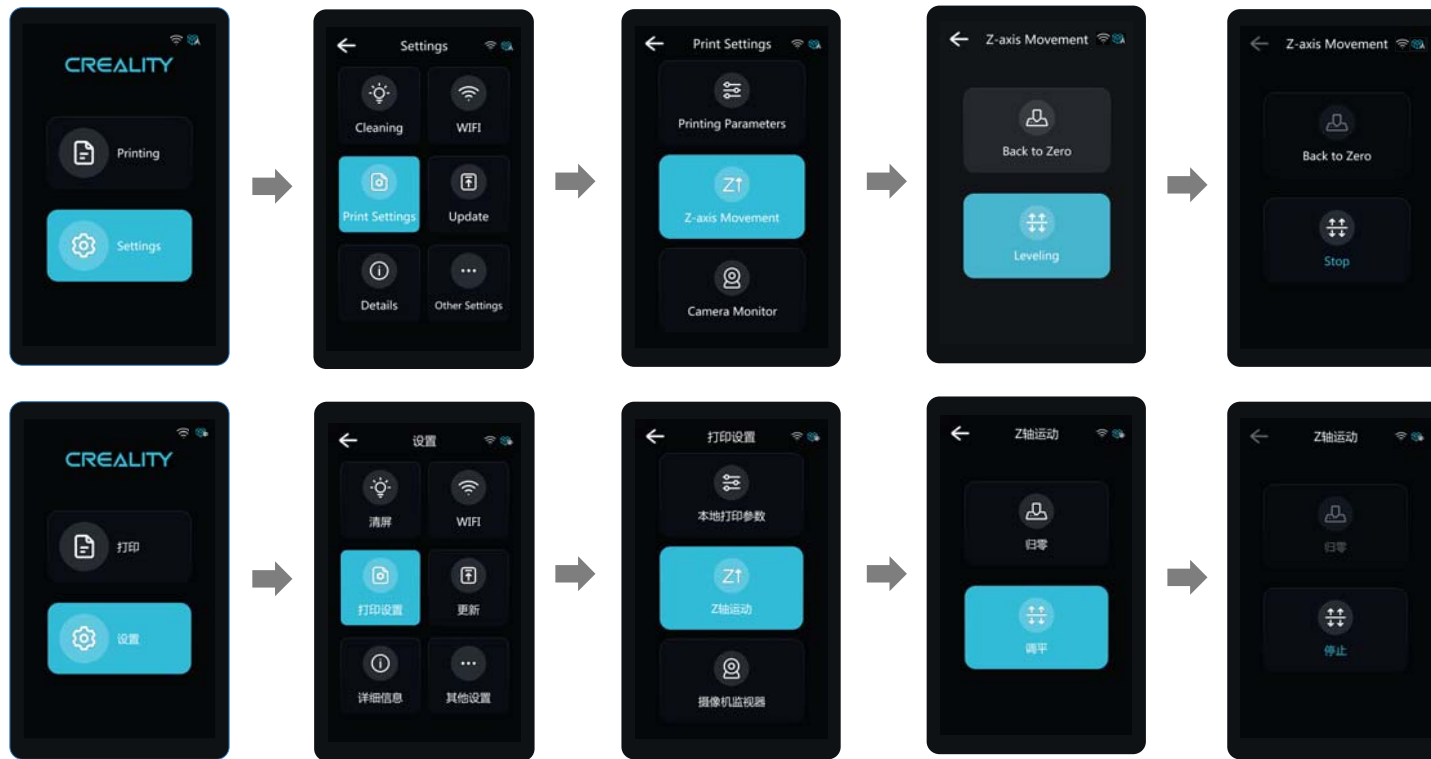 CREALITY
Printing
Settings
Settings
Cleaning
WIFI
Print Settings
Update
Details
Other Settings
Print Settings
Printing Parameters
Z↑
Z-axis Movement
Camera Monitor
Z-axis Movement
Back to Zero
Leveling
Z-axis Movement
Back to Zero
Stop
CREALITY
打印
设置
设置
清屏
WIFI
打印设置
更新
详细信息
其他设置
打印设置
本地打印参数
Z↑
Z轴运动
摄像机监视器
Z轴运动
归零
调平
Z轴运动
归零
停止